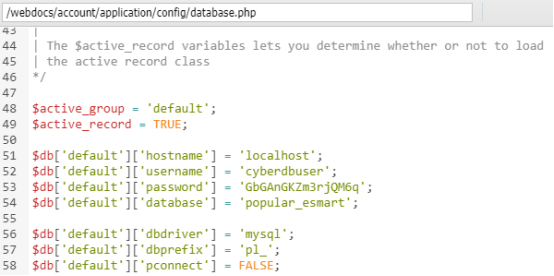 /webdocs/account/application/config/database.php
43 |
44 | The $active_record variables lets you determine whether or not to load
45 | the active record class
46 */
47
48 $active_group = 'default';
49 $active_record = TRUE;
50
51 $db['default']['hostname'] = 'localhost';
52 $db['default']['username'] = 'cyberdbuser';
53 $db['default']['password'] = 'GbGAnGKZm3rjQM6q';
54 $db['default']['database'] = 'popular_esmart';
55
56 $db['default']['dbdriver'] = 'mysql';
57 $db['default']['dbprefix'] = 'pl_';
58 $db['default']['pconnect'] = FALSE;